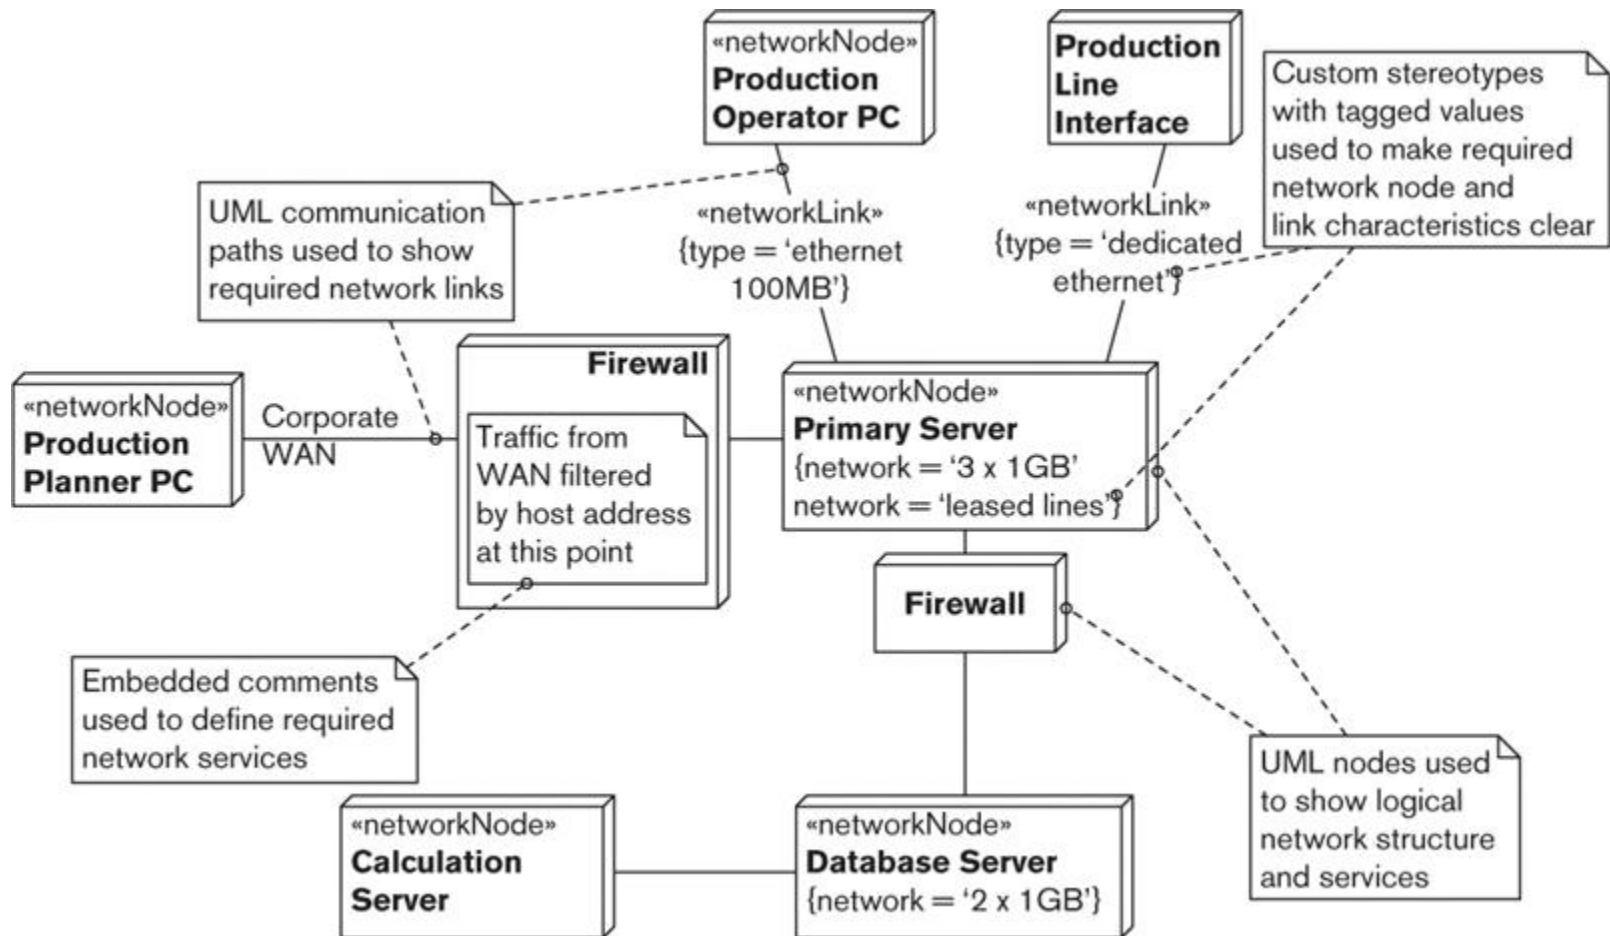 «networkNode»
Production
Operator PC
Production
Line
Interface
Custom stereotypes
with tagged values
used to make required
network node and
link characteristics clear
UML communication
paths used to show
required network links
«networkLink»
{type = ‘ethernet
100MB’}
«networkLink»
{type = ‘dedicated
ethernet’}
«networkNode»
Production
Planner PC
Corporate
WAN
Firewall
Traffic from
WAN filtered
by host address
at this point
«networkNode»
Primary Server
{network = ‘3 x 1GB’
network = ‘leased lines’}
Firewall
Embedded comments
used to define required
network services
UML nodes used
to show logical
network structure
and services
«networkNode»
Calculation
Server
«networkNode»
Database Server
{network = ‘2 x 1GB’}